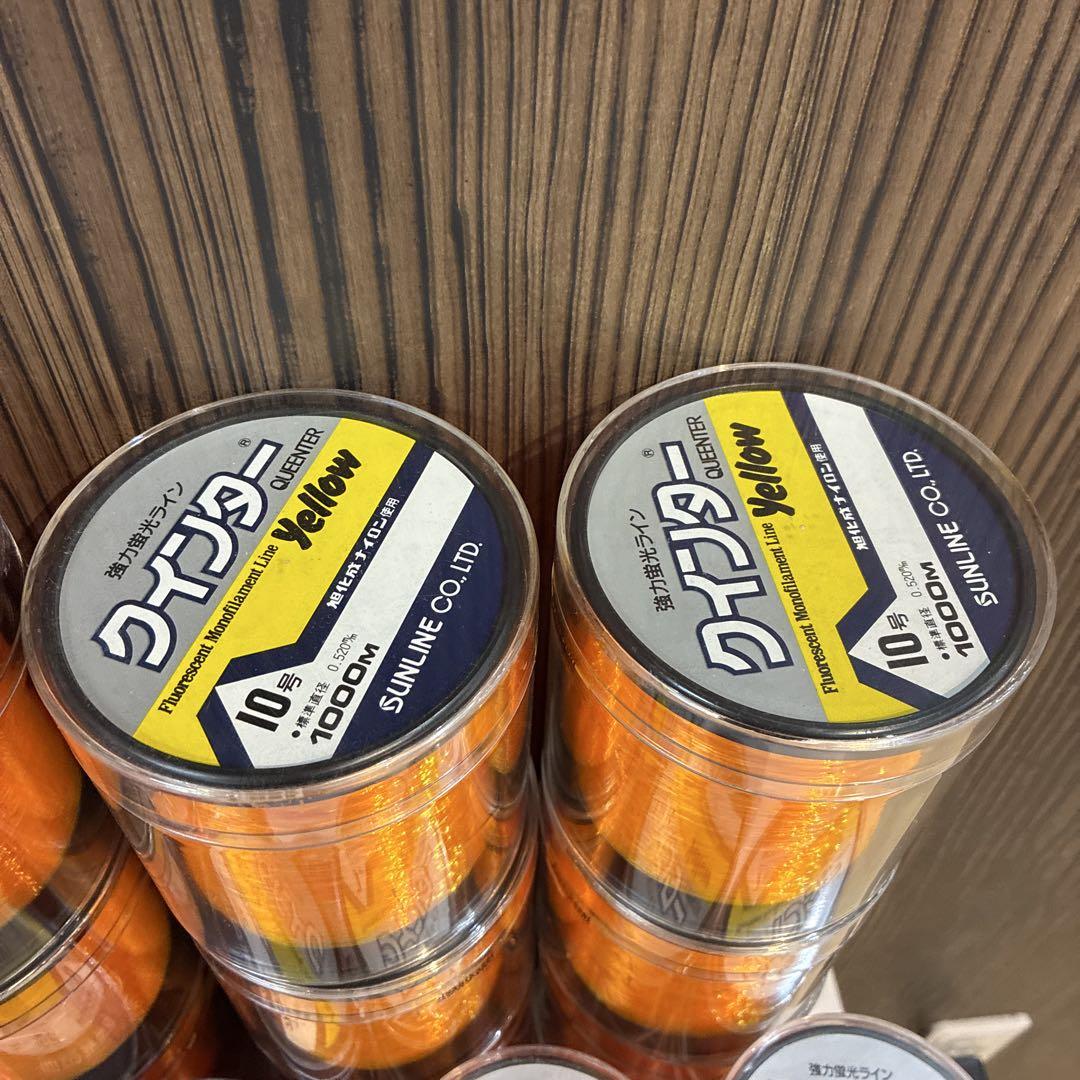 強力蛍光ライン
クインター®
QUEENTER
Fluorescent Monofilament Line Yellow
旭化成ナイロン使用
10号
•標準直径 0.520㎜
1000M
SUNLINE CO., LTD.
強力蛍光ライン
クインター®
QUEENTER
Fluorescent Monofilament Line Yellow
旭化成ナイロン使用
10号
•標準直径 0.520㎜
1000M
SUNLINE CO., LTD.
強力蛍光ライン